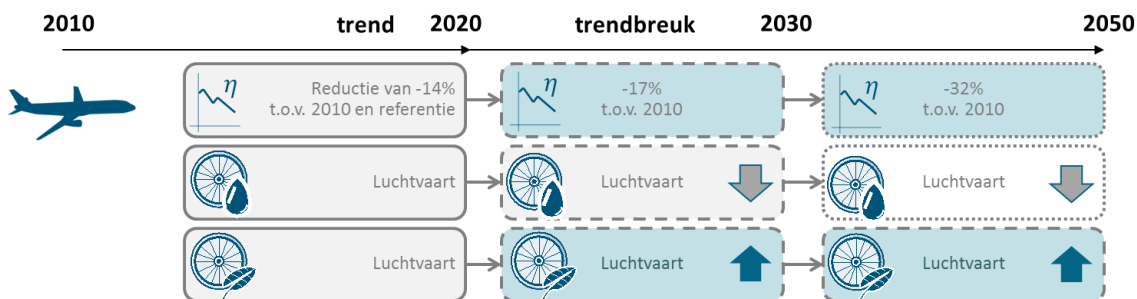 2010 trend 2020 trendbreuk 2030 2050
η Reductie van -14%
t.o.v. 2010 en referentie
η -17%
t.o.v. 2010
η -32%
t.o.v. 2010
Luchtvaart Luchtvaart Luchtvaart
Luchtvaart Luchtvaart Luchtvaart